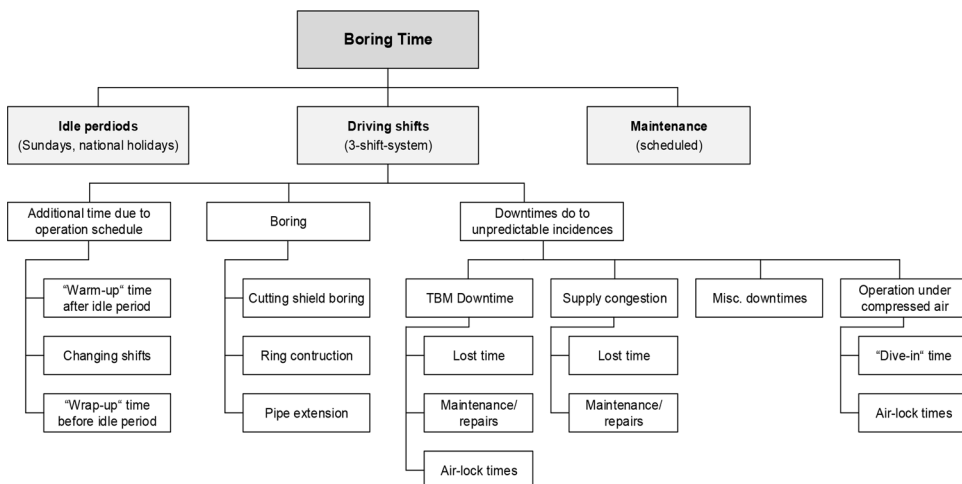 Boring Time
Idle perdiods
(Sundays, national holidays)
Driving shifts
(3-shift-system)
Maintenance
(scheduled)
Additional time due to
operation schedule
Boring
Downtimes do to
unpredictable incidences
“Warm-up“ time
after idle period
Cutting shield boring
TBM Downtime
Supply congestion
Misc. downtimes
Operation under
compressed air
Changing shifts
Ring contruction
Lost time
Lost time
“Dive-in“ time
“Wrap-up“ time
before idle period
Pipe extension
Maintenance/
repairs
Maintenance/
repairs
Air-lock times
Air-lock times